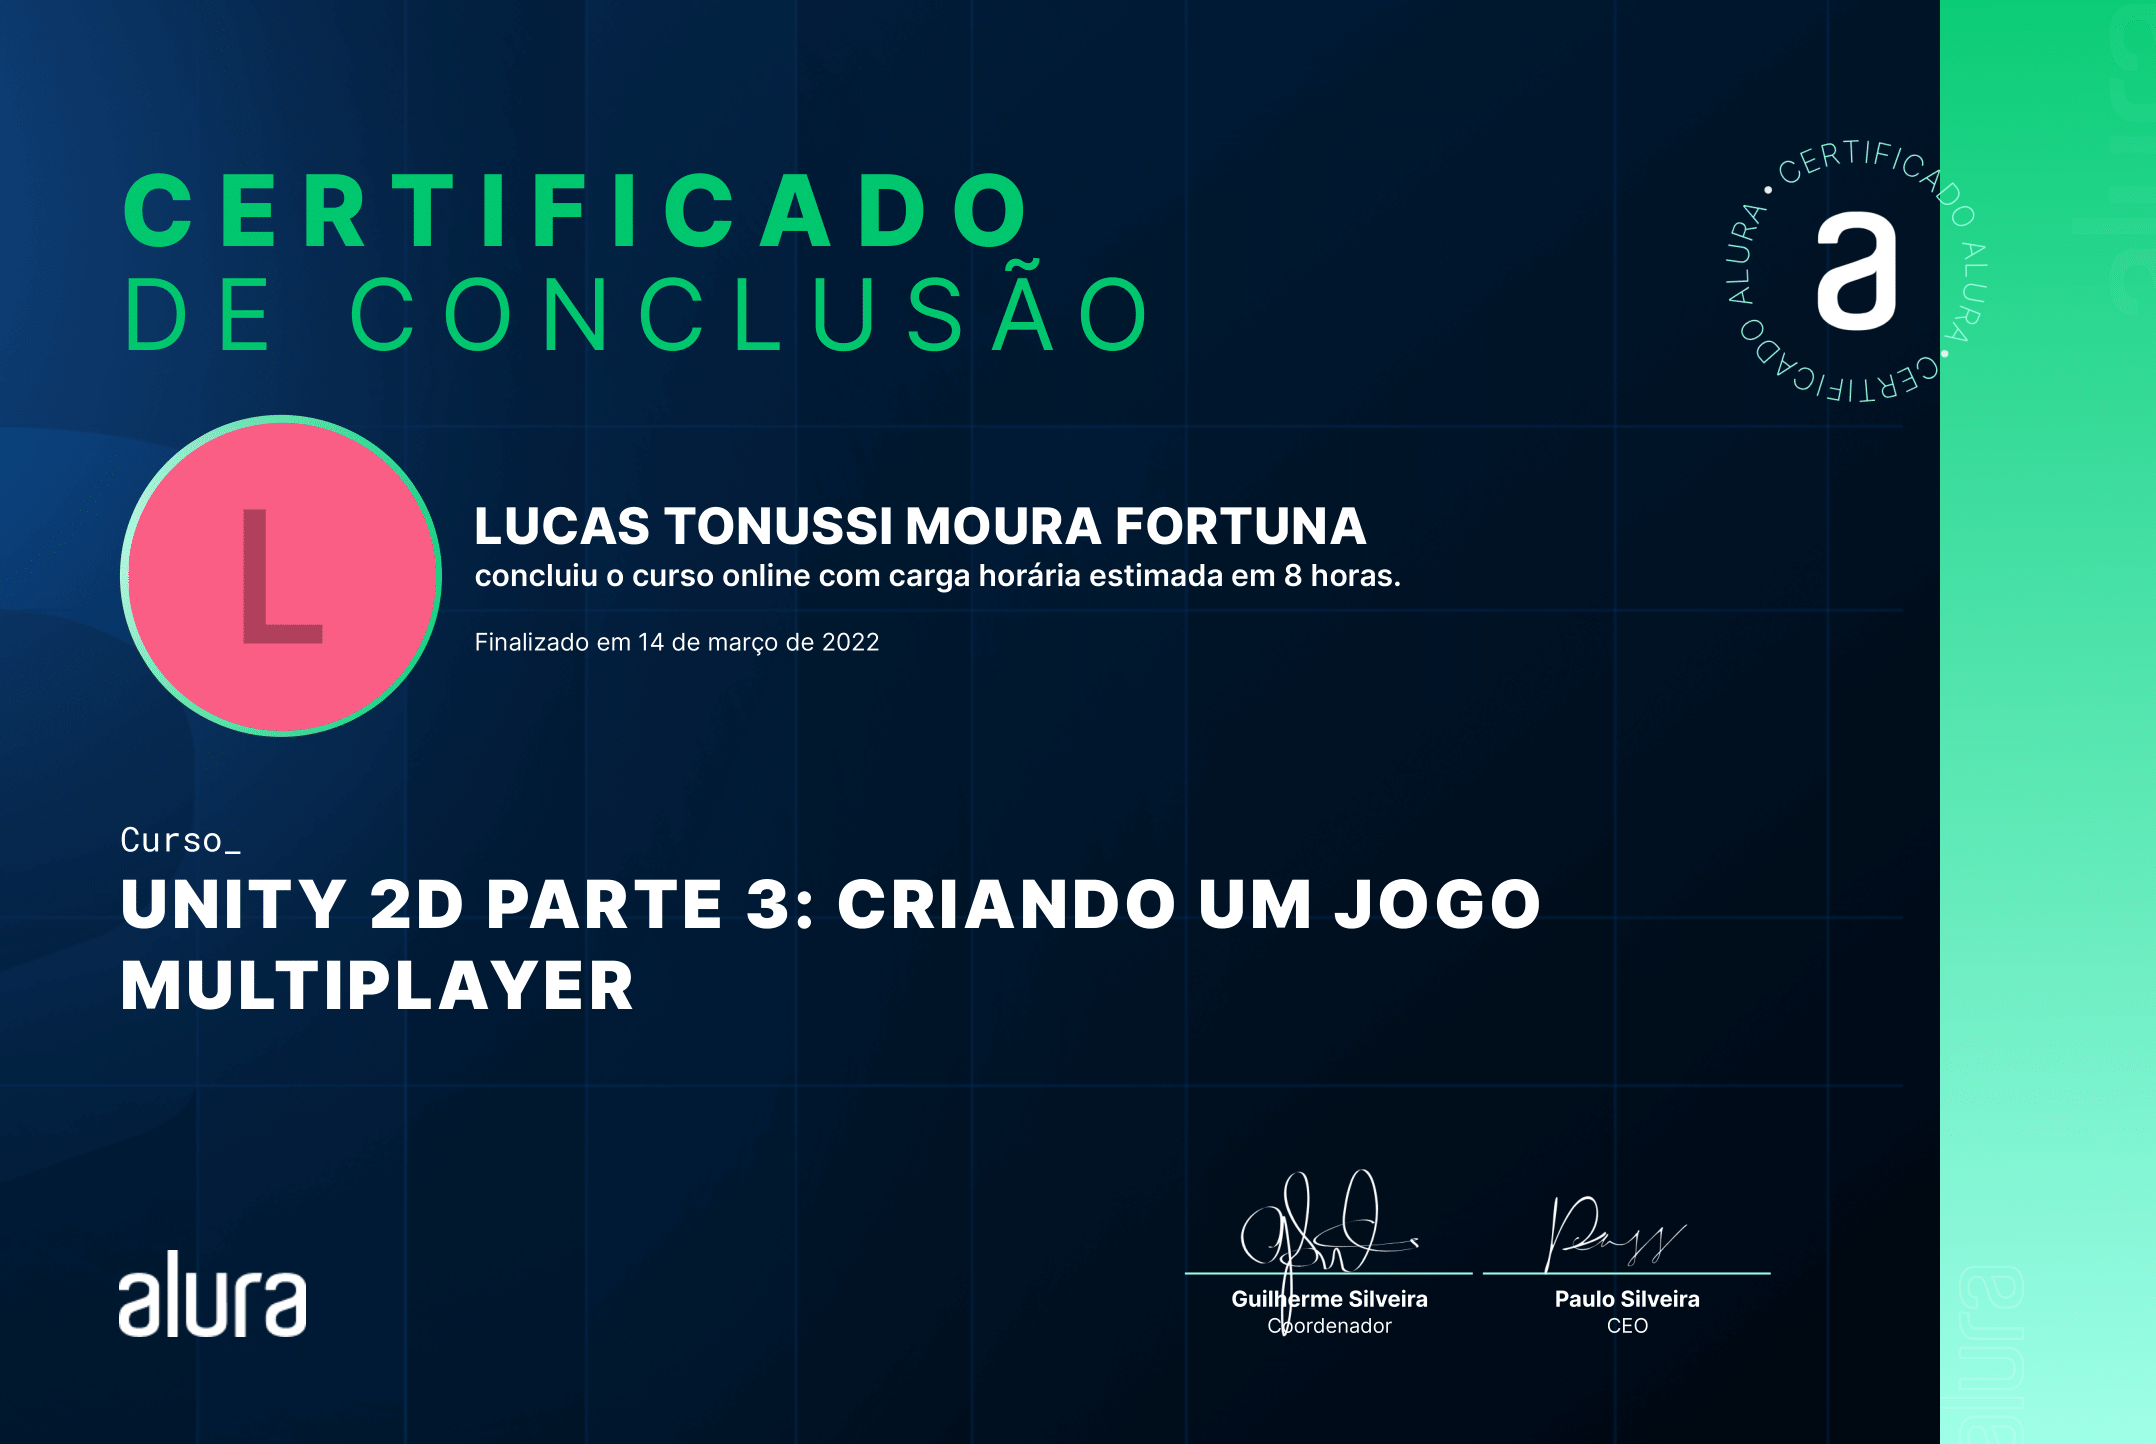 CERTIFICADO
DE CONCLUSÃO
CERTIFICADO ALURA • CERTIFICADO ALURA •
a
L
LUCAS TONUSSI MOURA FORTUNA
concluiu o curso online com carga horária estimada em 8 horas.
Finalizado em 14 de março de 2022
Curso_
UNITY 2D PARTE 3: CRIANDO UM JOGO
MULTIPLAYER
alura
Guilherme Silveira
Coordenador
Paulo Silveira
CEO
alura